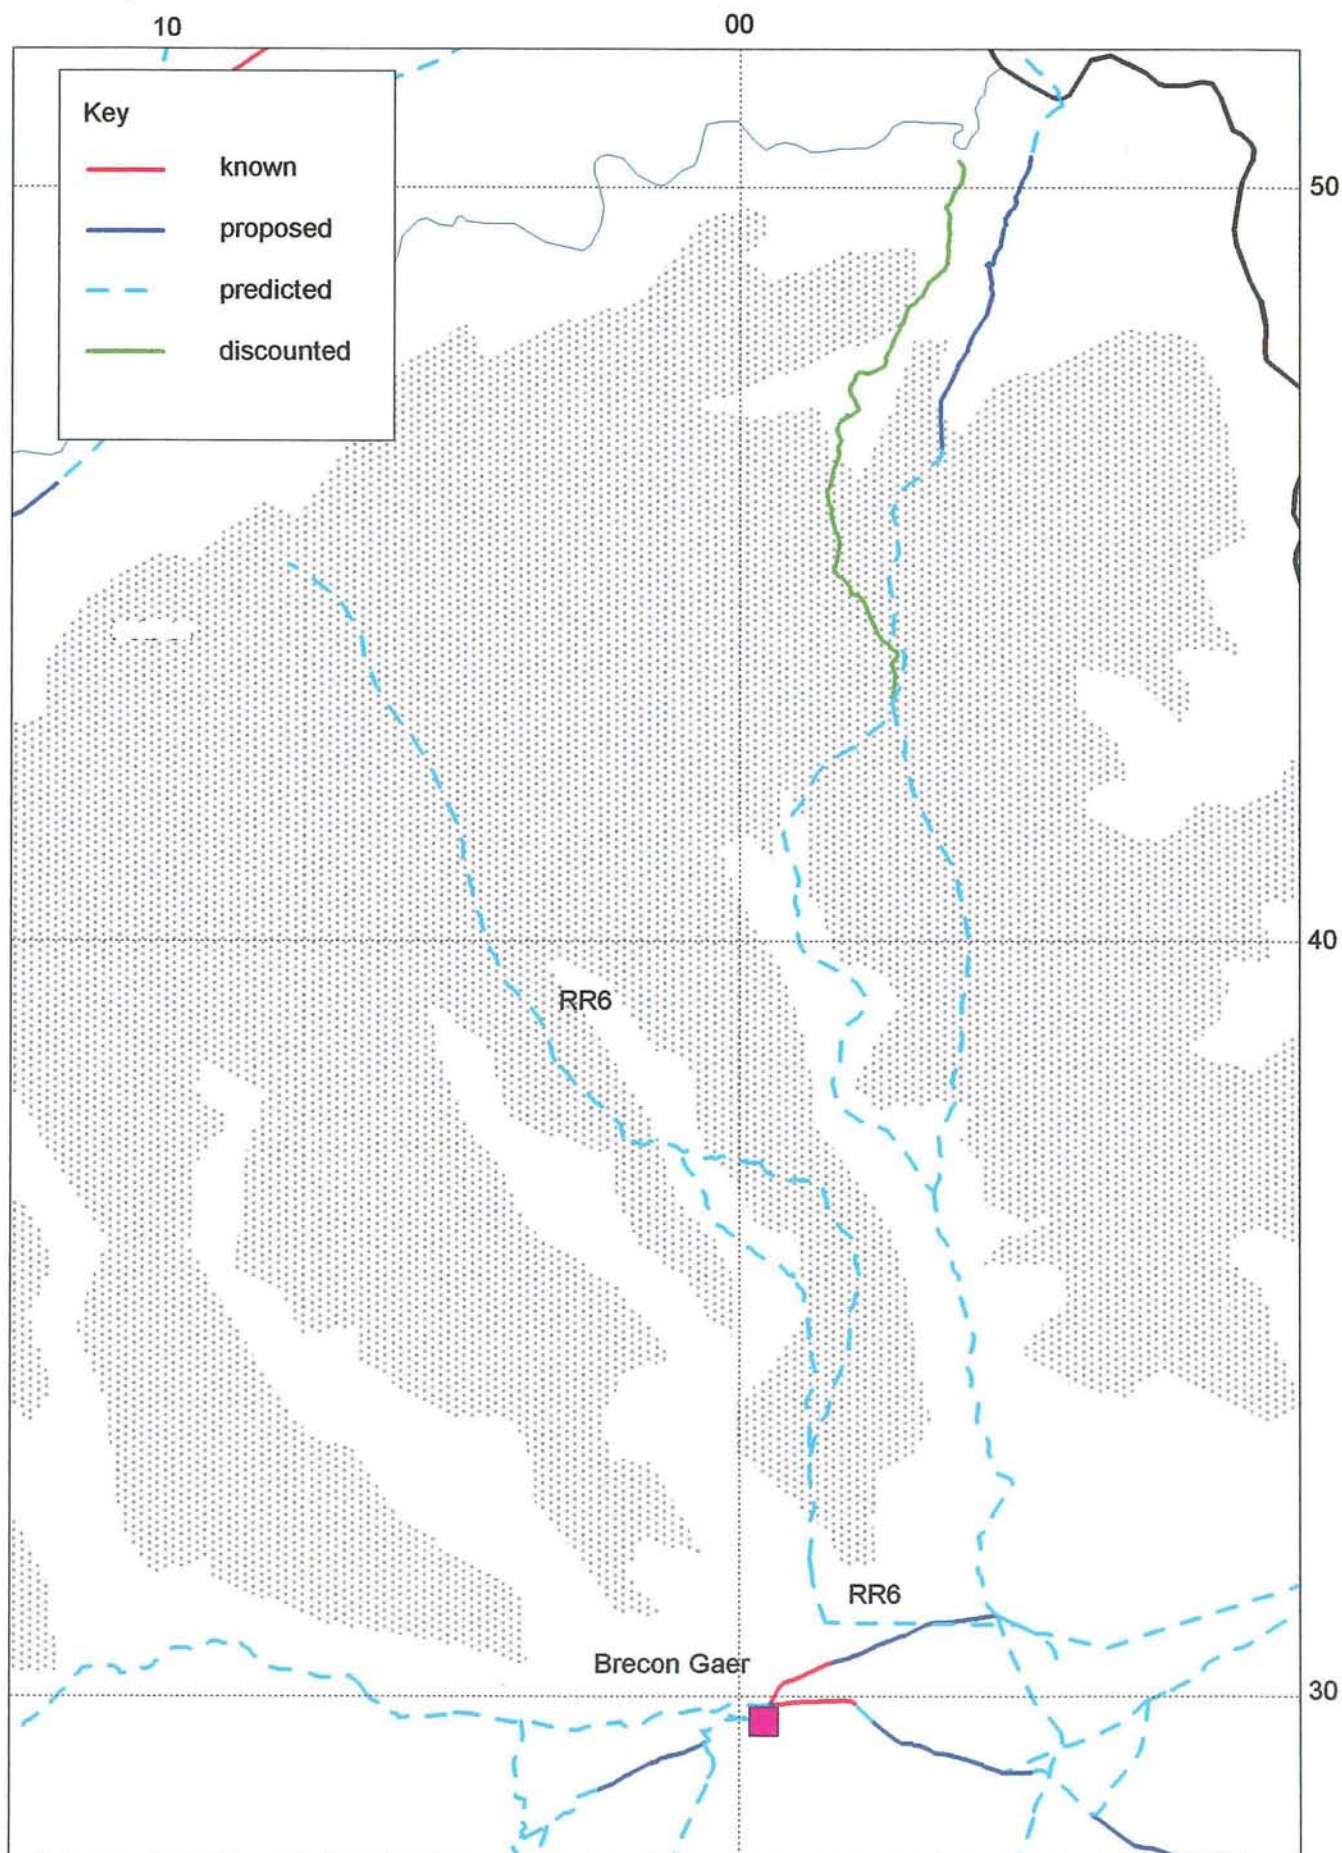 10
00
Key
known
proposed
predicted
discounted
50
40
RR6
RR6
Brecon Gaer
30